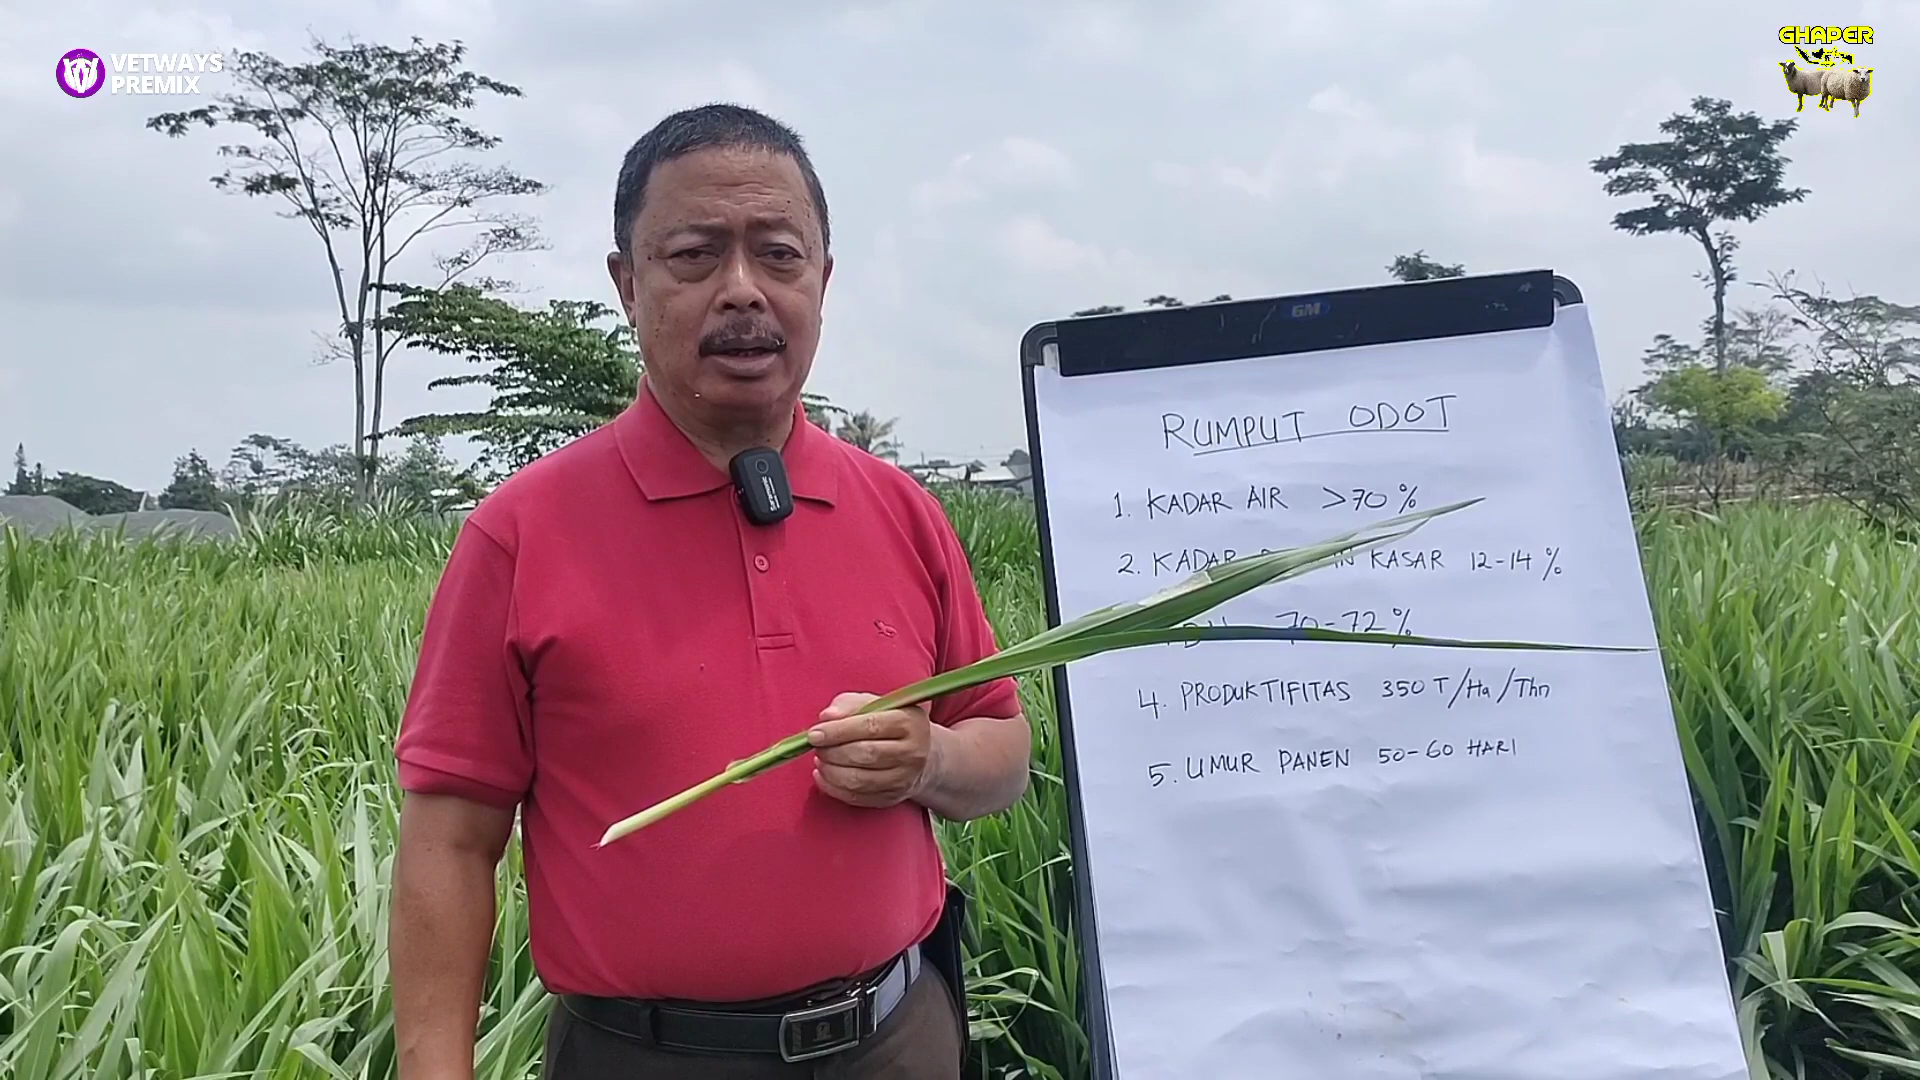 VETWAYS
PREMIX
GHAPER
GM
RUMPUT ODOT
1. KADAR AIR >70%
2. KADAR KASAR 12-14%
70-72%
4. PRODUKTIFITAS 350 T/Ha/Thn
5. UMUR PANEN 50-60 HARI